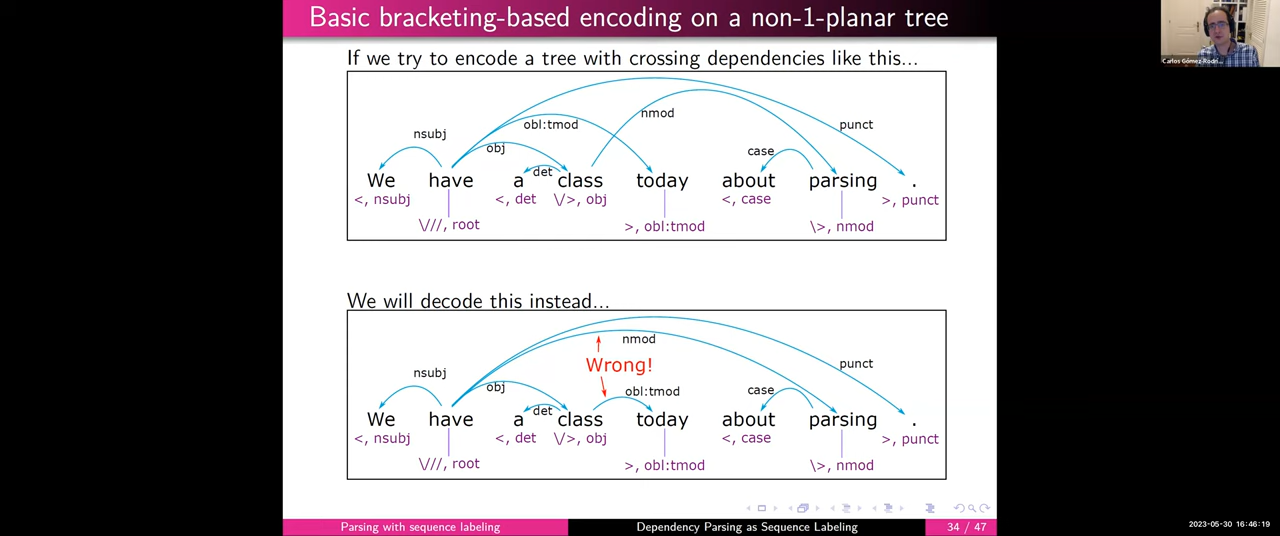 Basic bracketing-based encoding on a non-1-planar tree
Carlos Gómez-Rodrí...
If we try to encode a tree with crossing dependencies like this...
nsubj obj obl:tmod nmod punct
det case
We have a class today about parsing .
<, nsubj <, det \/>, obj <, case >, punct
\///, root >, obl:tmod \>, nmod
We will decode this instead...
nmod
Wrong!
nsubj obj obl:tmod punct
det case
We have a class today about parsing .
<, nsubj <, det \/>, obj <, case >, punct
\///, root >, obl:tmod \>, nmod
Parsing with sequence labeling Dependency Parsing as Sequence Labeling 34 / 47
2023-05-30 16:46:19